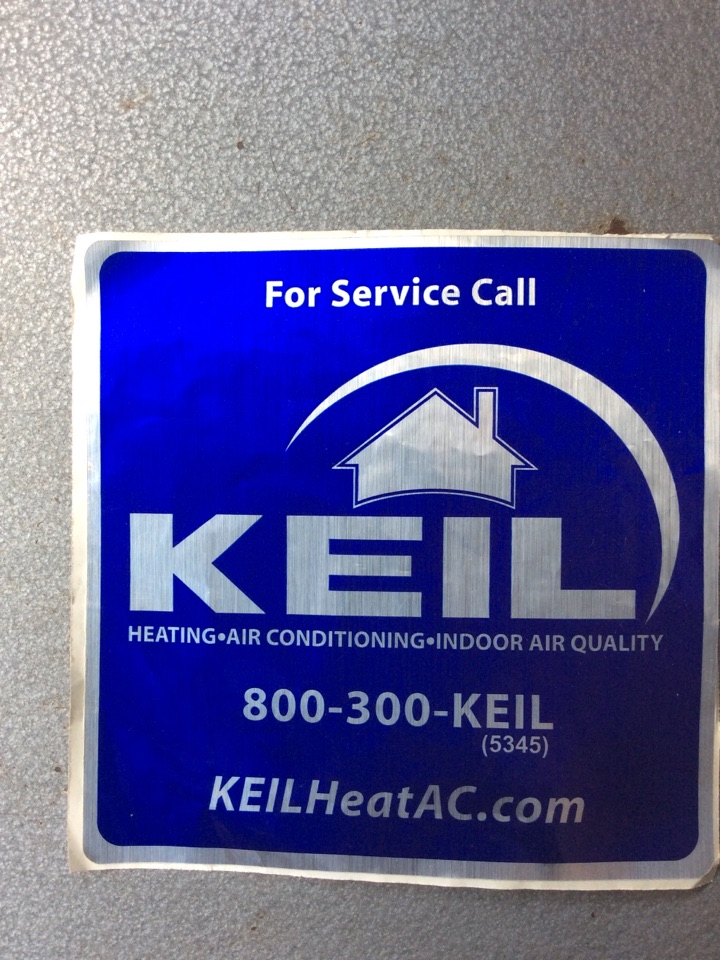 For Service Call
KEIL
HEATING•AIR CONDITIONING•INDOOR AIR QUALITY
800-300-KEIL
(5345)
KEILHeatAC.com